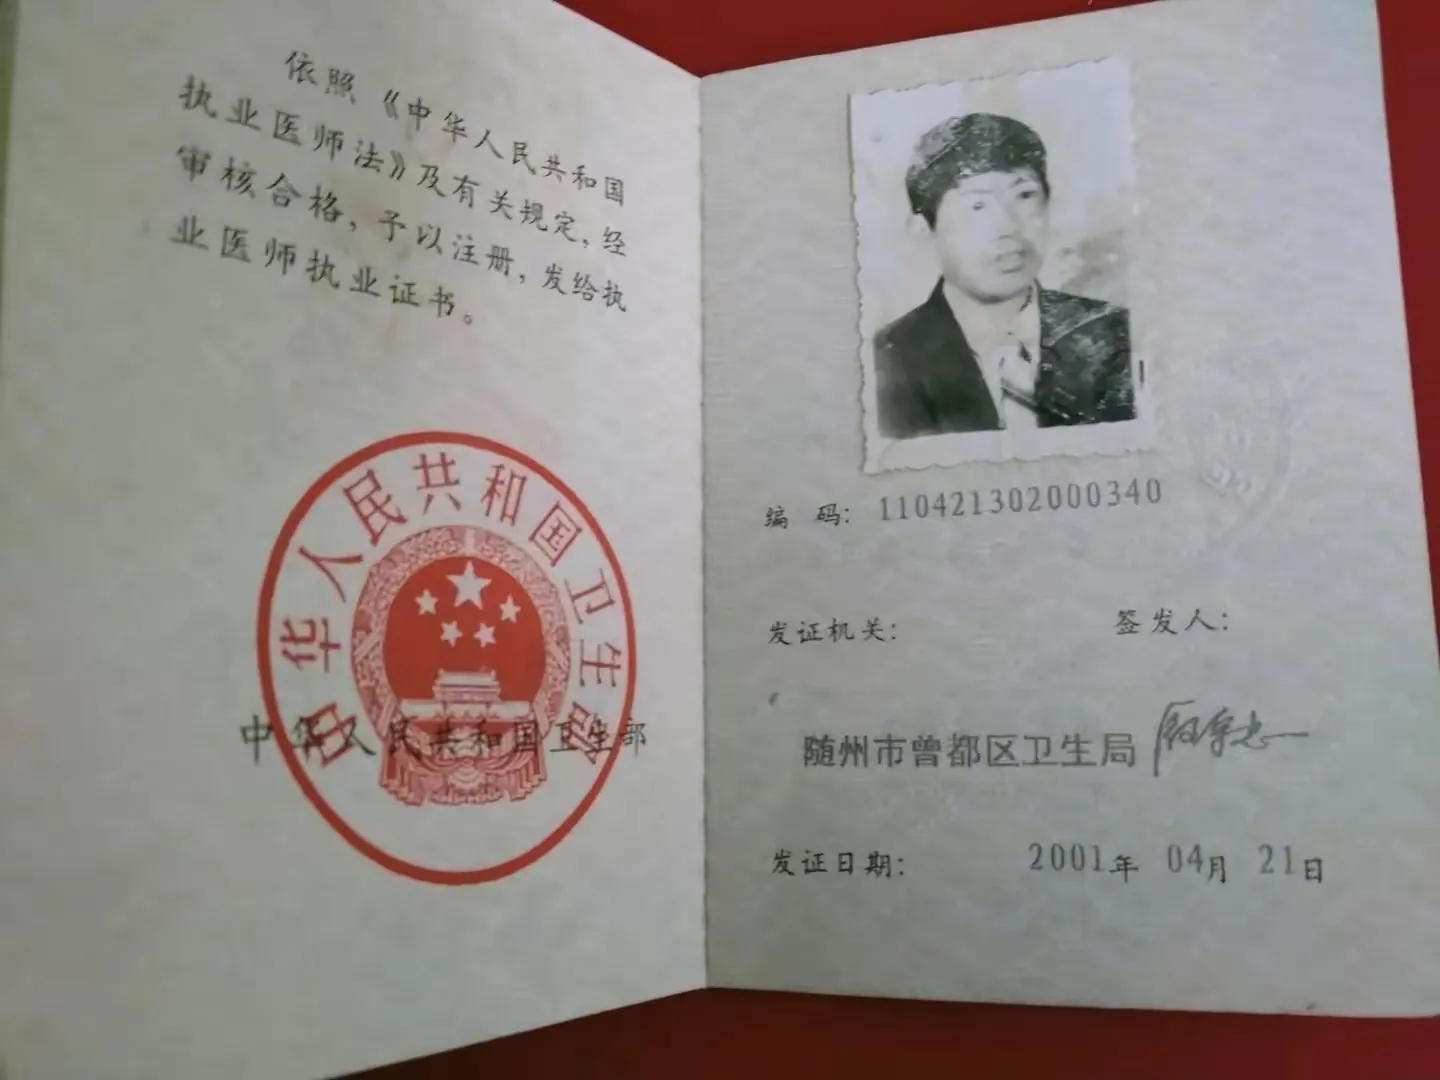 依照《中华人民共和国
执业医师法》及有关规定，经
审核合格，予以注册，发给执
业医师执业证书。
中华人民共和国卫生部
中华人民共和国卫生部
编 码：110421302000340
发证机关： 签发人：
随州市曾都区卫生局
发证日期： 2001年 04月 21日